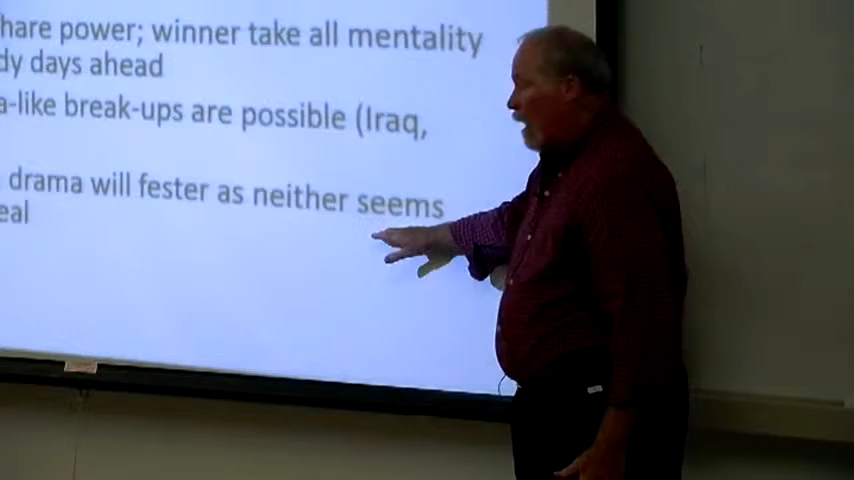 hare power; winner take all mentality
dy days ahead
a-like break-ups are possible (Iraq,
drama will fester as neither seems
eal